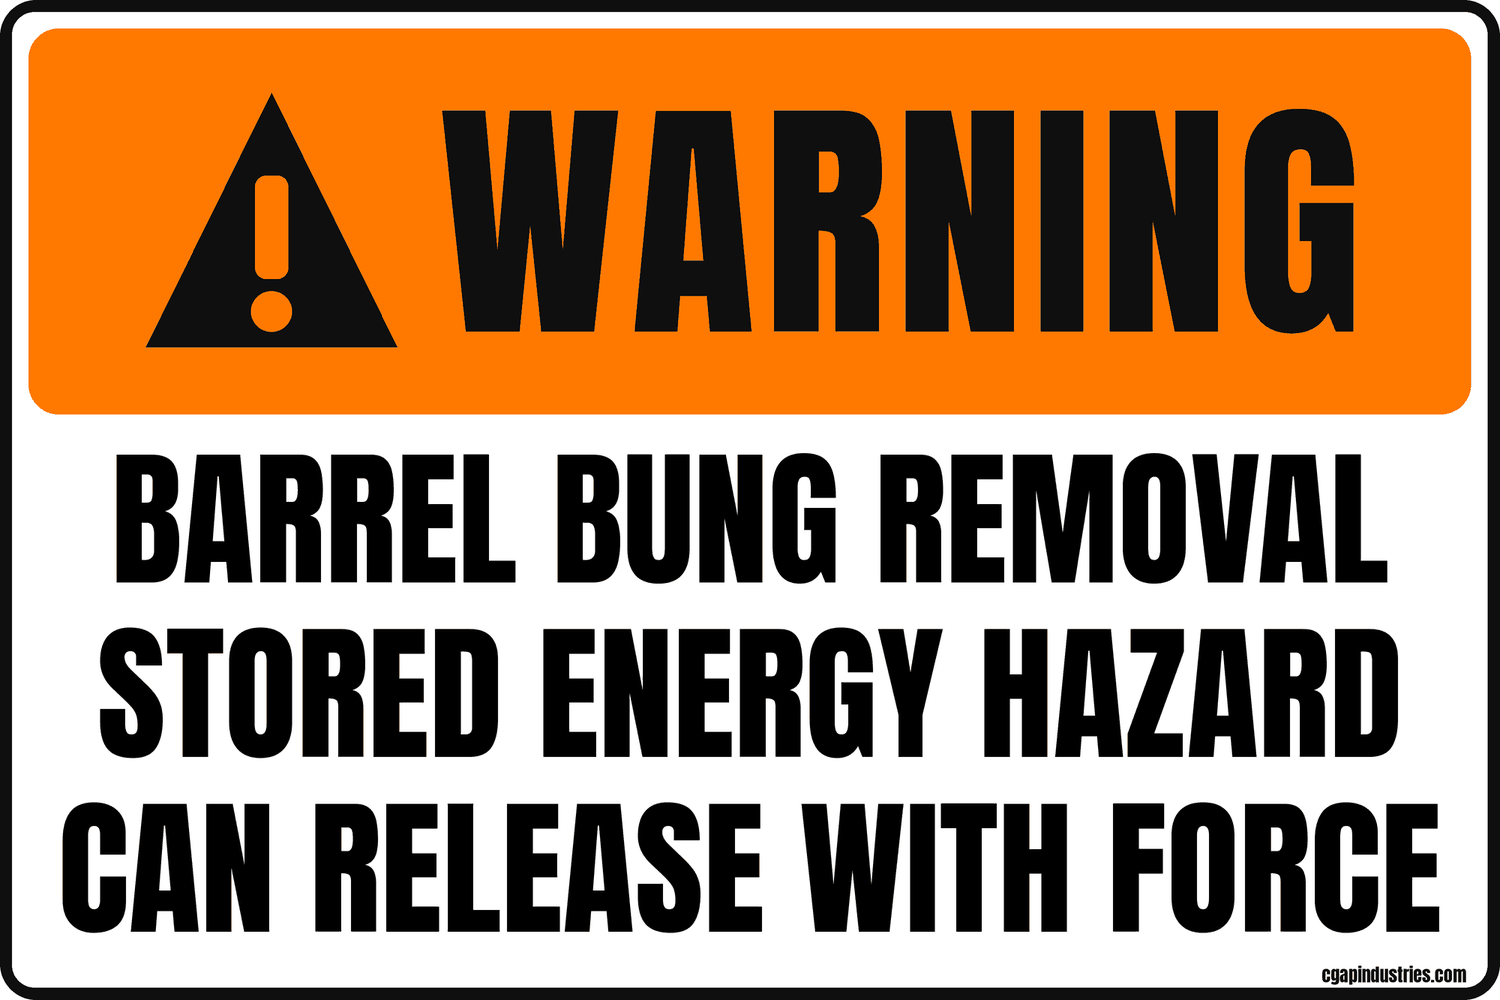 WARNING
BARREL BUNG REMOVAL
STORED ENERGY HAZARD
CAN RELEASE WITH FORCE
cgapindustries.com